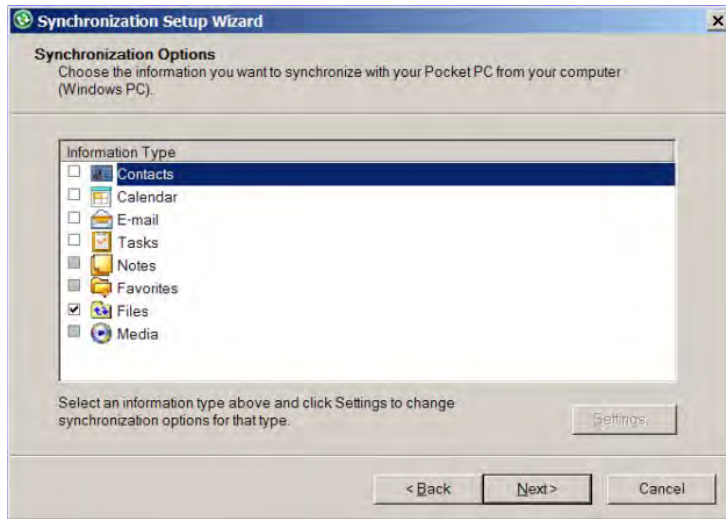 Synchronization Setup Wizard
Synchronization Options
Choose the information you want to synchronize with your Pocket PC from your computer
(Windows PC).
Information Type
Contacts
Calendar
E-mail
Tasks
Notes
Favorites
Files
Media
Select an information type above and click Settings to change
synchronization options for that type.
Settings...
< Back
Next>
Cancel